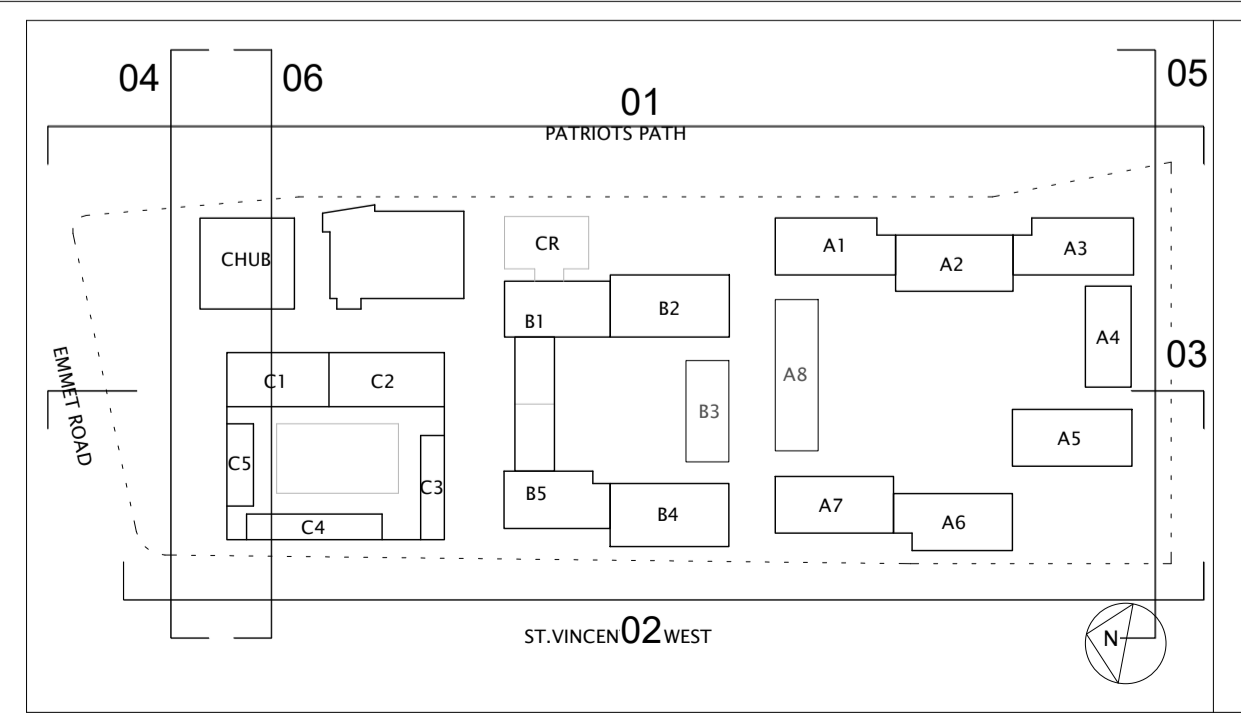 04
06
05
01
PATRIOTS PATH
CHUB
CR
A1
A2
A3
B1
B2
A4
03
C1
C2
A8
B3
EMMET ROAD
A5
C5
C3
B5
A7
B4
A6
C4
ST.VINCEN02WEST
N